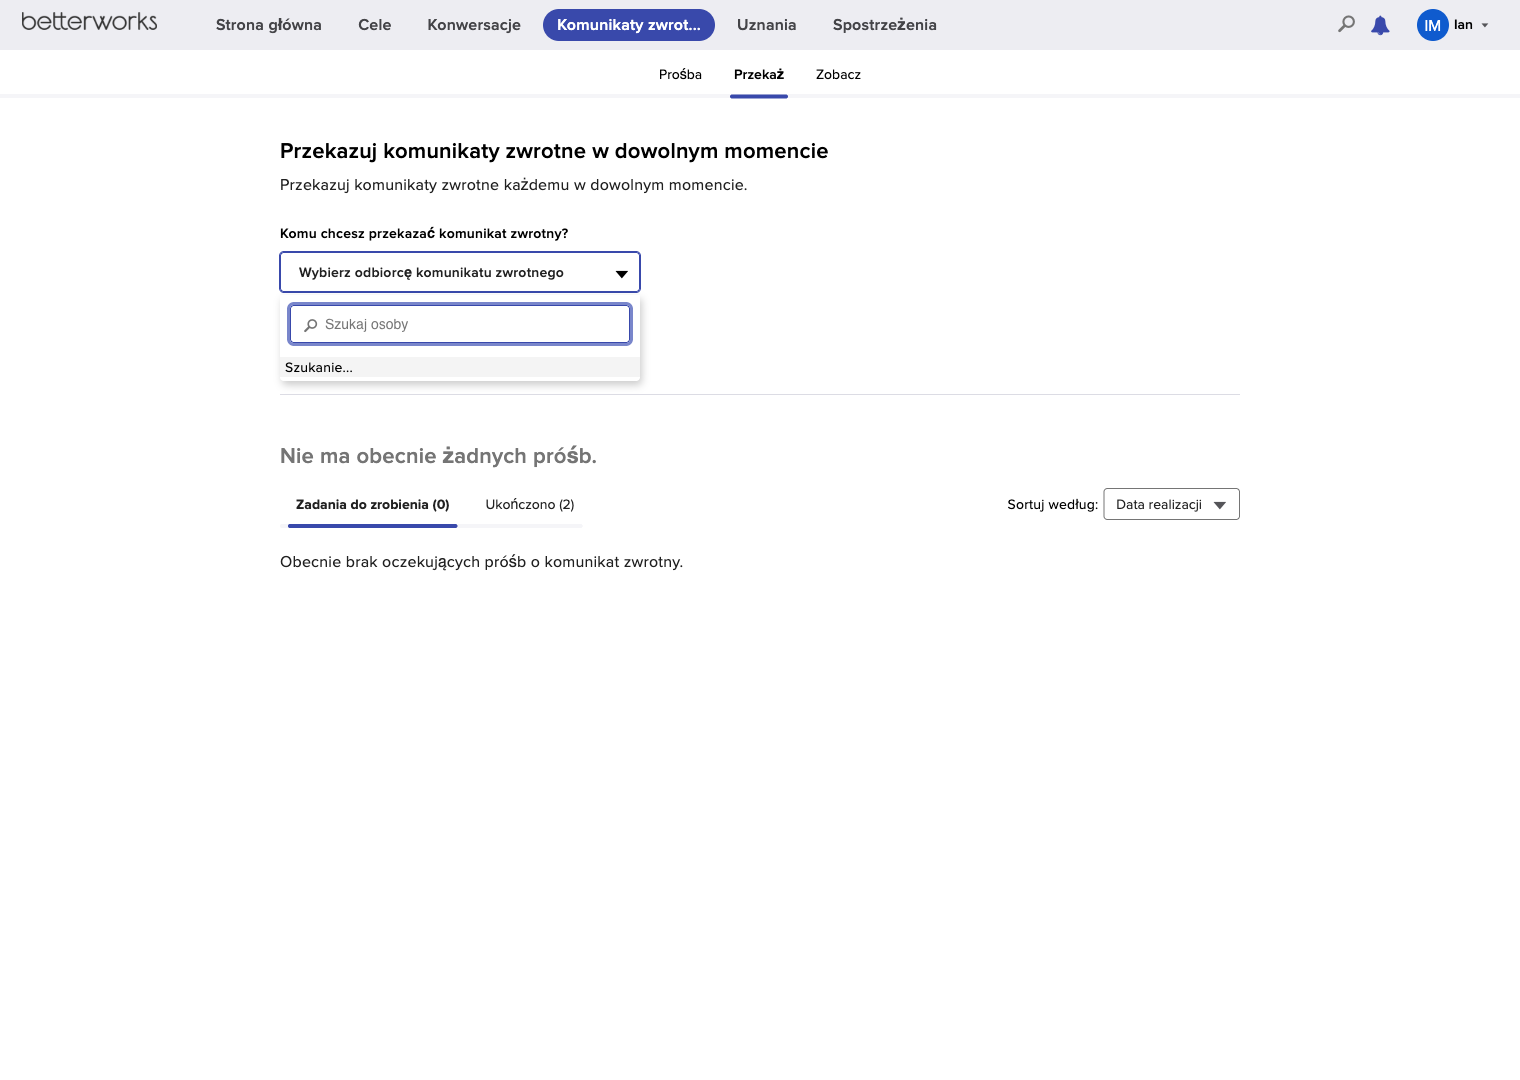 betterworks
Strona główna
Cele
Konwersacje
Komunikaty zwrot...
Uznania
Spostrzeżenia
IM
Ian
Prośba
Przekaż
Zobacz
Przekazuj komunikaty zwrotne w dowolnym momencie
Przekazuj komunikaty zwrotne każdemu w dowolnym momencie.
Komu chcesz przekazać komunikat zwrotny?
Wybierz odbiorcę komunikatu zwrotnego
Szukaj osoby
Szukanie...
Nie ma obecnie żadnych próśb.
Zadania do zrobienia (0)
Ukończono (2)
Sortuj według:
Data realizacji
Obecnie brak oczekujących próśb o komunikat zwrotny.